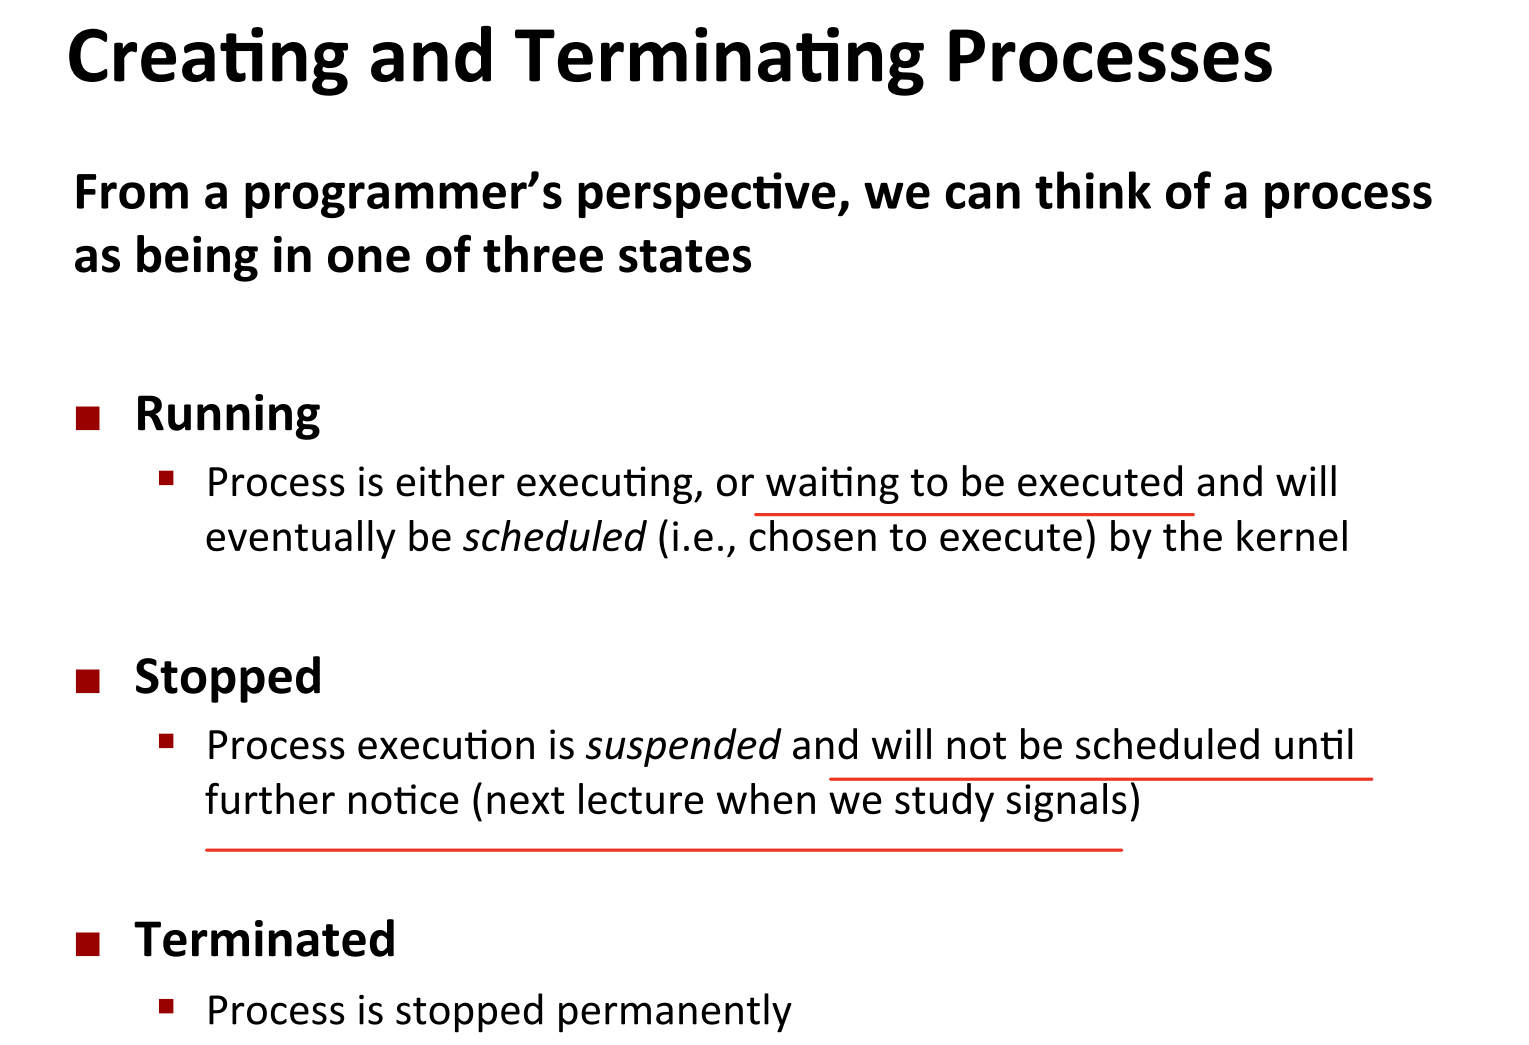 Creating and Terminating Processes
From a programmer’s perspective, we can think of a process
as being in one of three states
Running
Process is either executing, or waiting to be executed and will
eventually be scheduled (i.e., chosen to execute) by the kernel
Stopped
Process execution is suspended and will not be scheduled until
further notice (next lecture when we study signals)
Terminated
Process is stopped permanently